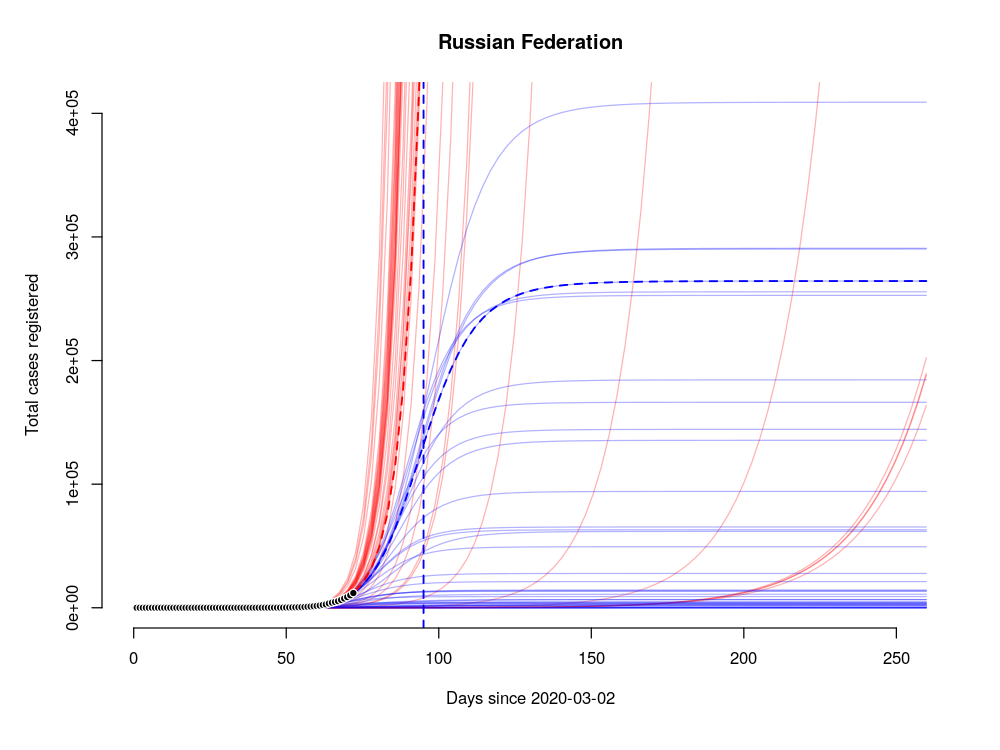 Russian Federation
Total cases registered
4e+05
3e+05
2e+05
1e+05
0e+00
0 50 100 150 200 250
Days since 2020-03-02